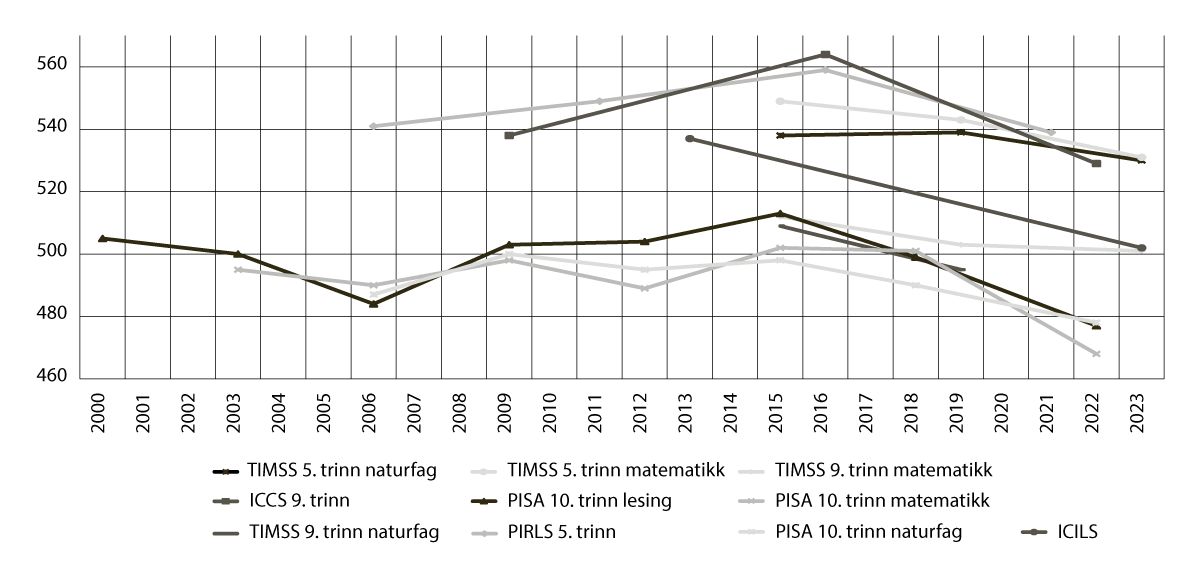 560
540
520
500
480
460
2000 2001 2002 2003 2004 2005 2006 2007 2008 2009 2010 2011 2012 2013 2014 2015 2016 2017 2018 2019 2020 2021 2022 2023
TIMSS 5. trinn naturfag TIMSS 5. trinn matematikk TIMSS 9. trinn matematikk
ICCS 9. trinn PISA 10. trinn lesing PISA 10. trinn matematikk
TIMSS 9. trinn naturfag PIRLS 5. trinn PISA 10. trinn naturfag ICILS